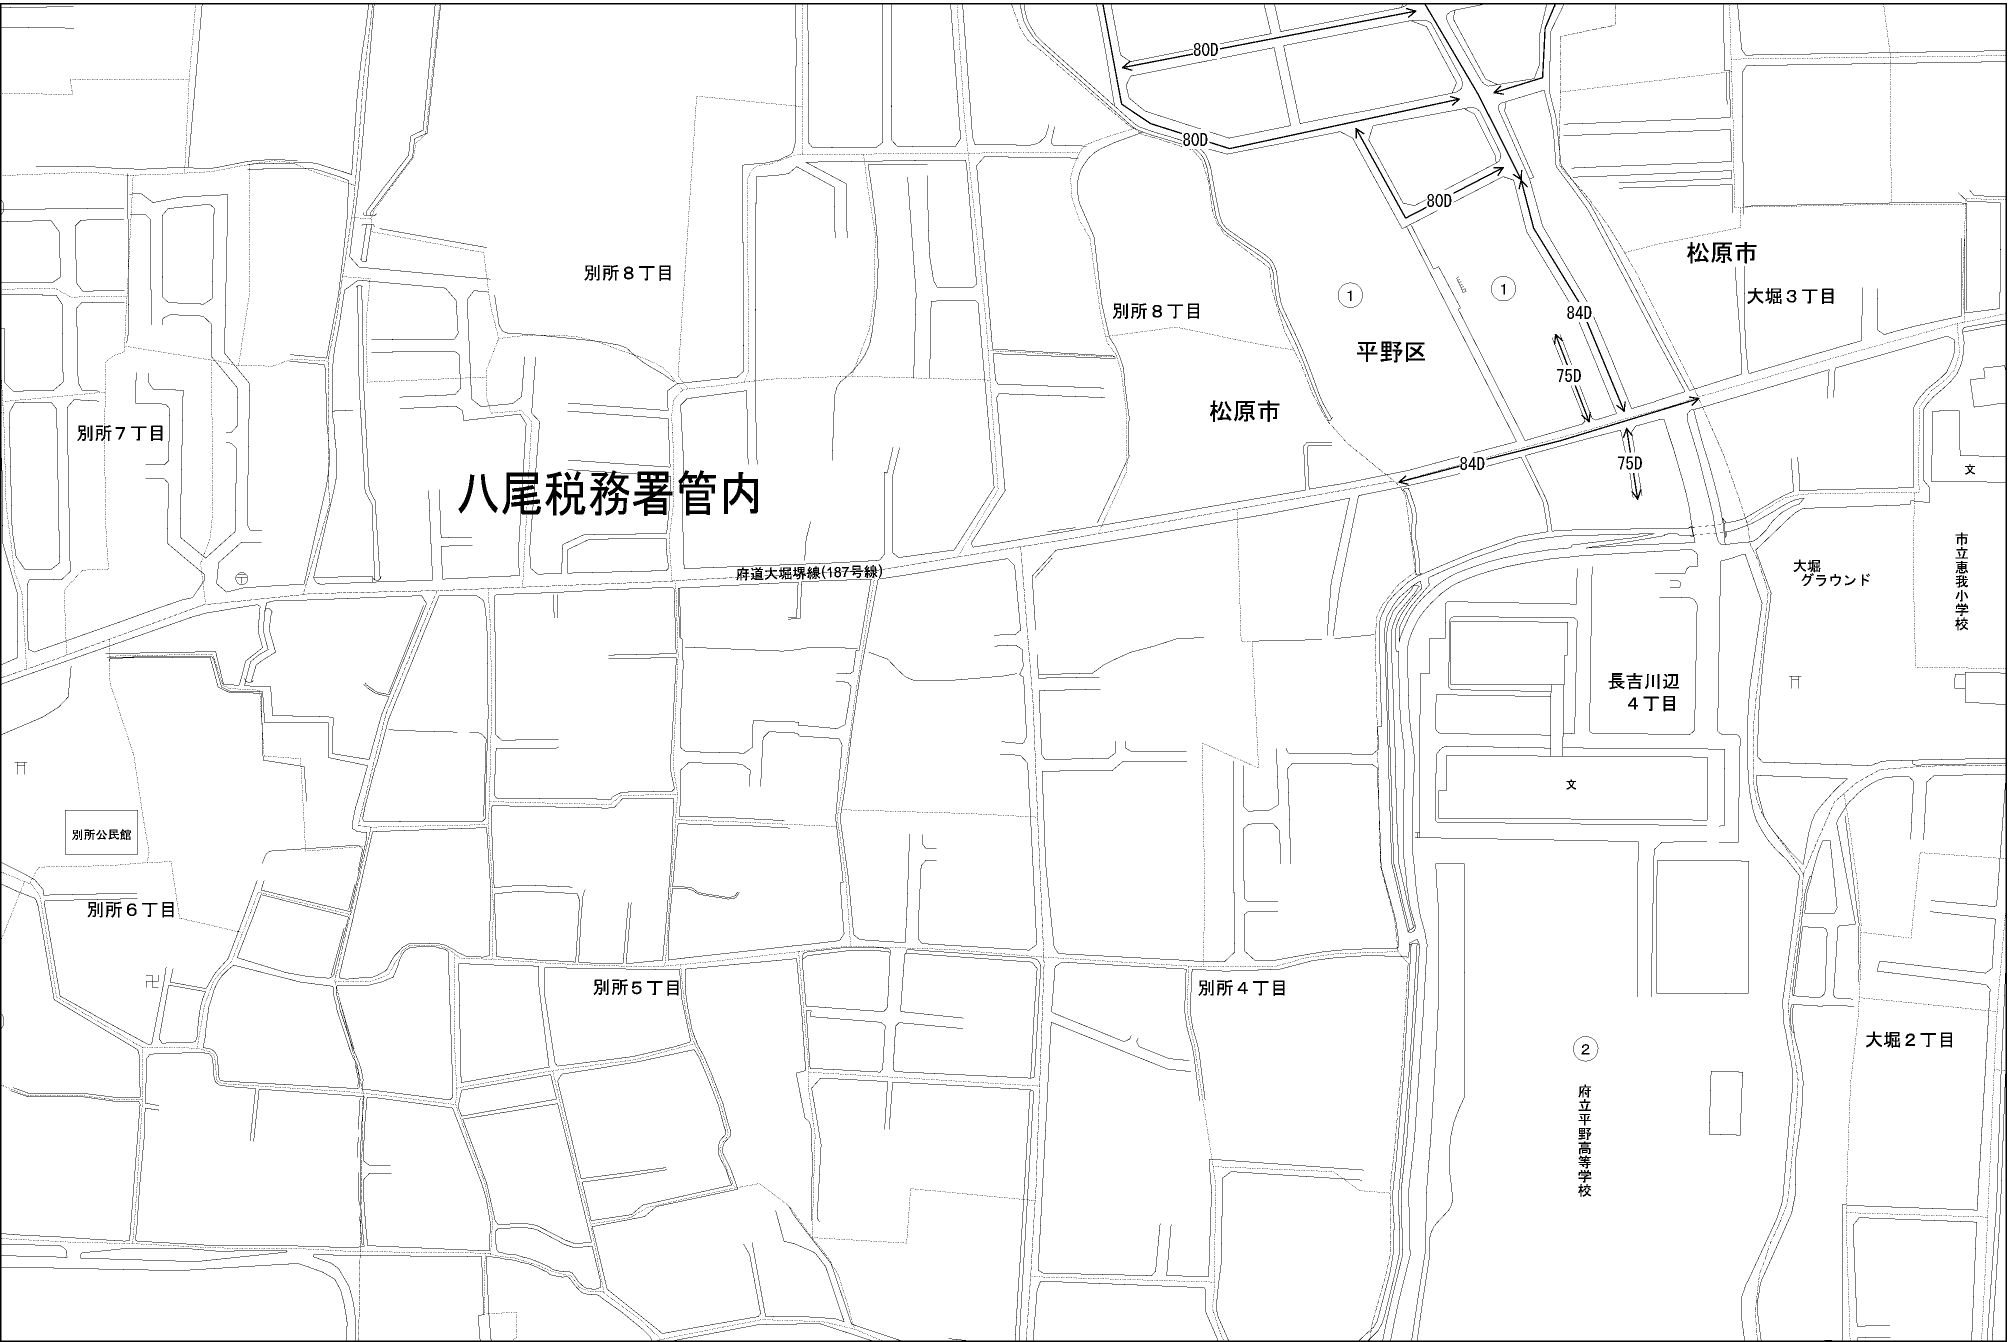 80D
80D
80D
松原市
別所８丁目
①
①
大堀３丁目
別所８丁目
84D
平野区
75D
松原市
別所７丁目
84D
75D
文
八尾税務署管内
市立恵我小学校
府道大堀堺線(187号線)
大堀
グラウンド
長吉川辺
４丁目
文
別所公民館
別所６丁目
別所５丁目
別所４丁目
大堀２丁目
②
府立平野高等学校